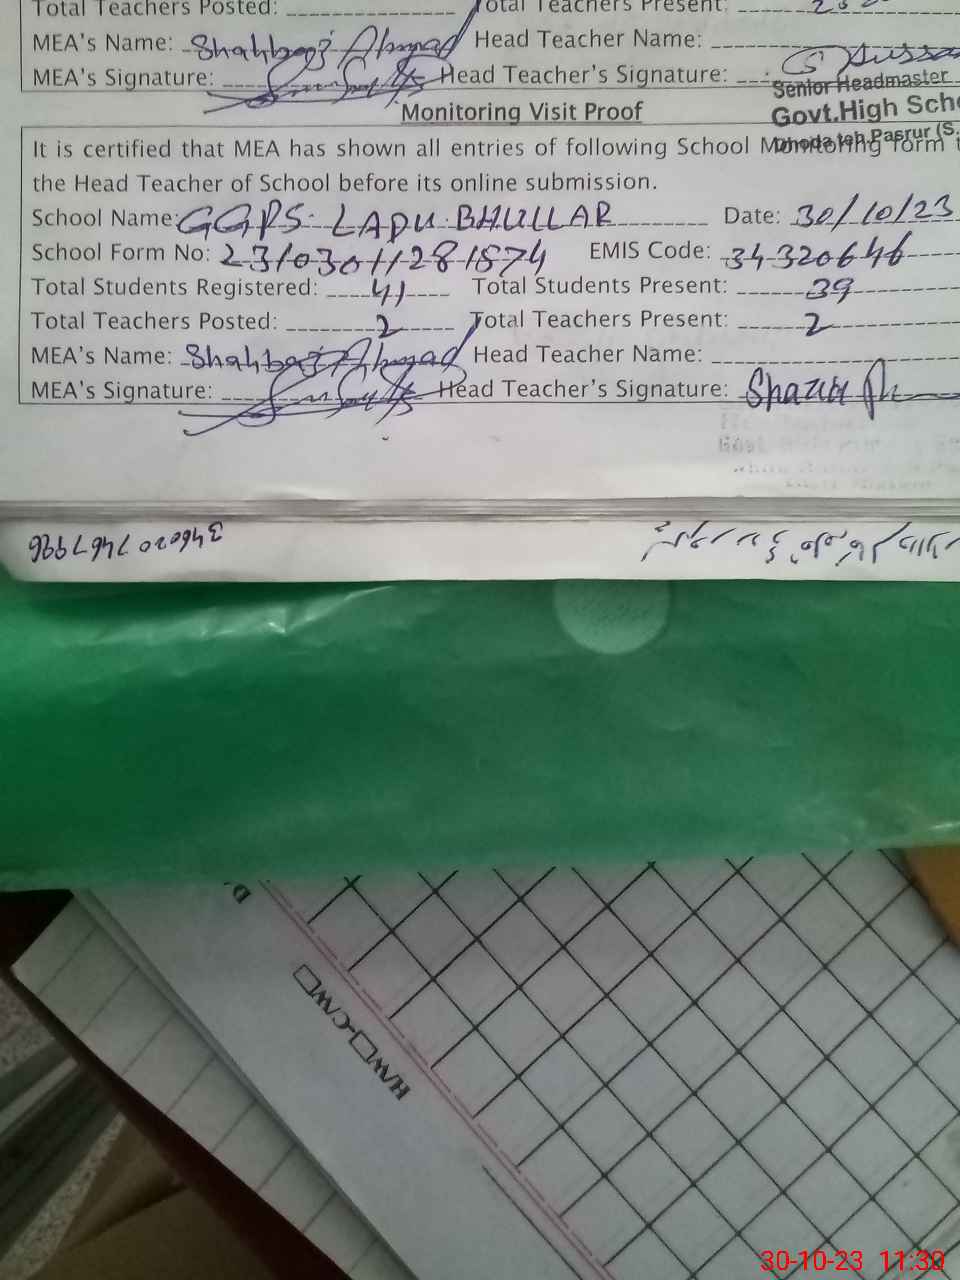 Total Teachers Posted: Total Teachers Present:
MEA's Name: Shahbaz Ahmad Head Teacher Name:
MEA's Signature: Head Teacher's Signature:
Senior Headmaster
Govt.High Scho
Dhoda teh.Pasrur (S.
Monitoring Visit Proof
It is certified that MEA has shown all entries of following School Monitoring form t
the Head Teacher of School before its online submission.
School Name: GGPS LADU BHULLAR Date: 30/10/23
School Form No: 23103011281874 EMIS Code: 34320646
Total Students Registered: 41 Total Students Present: 39
Total Teachers Posted: 2 Total Teachers Present: 2
MEA's Name: Shahbaz Ahmad Head Teacher Name:
MEA's Signature: Head Teacher's Signature:
H/W C/W
30-10-23 11:30